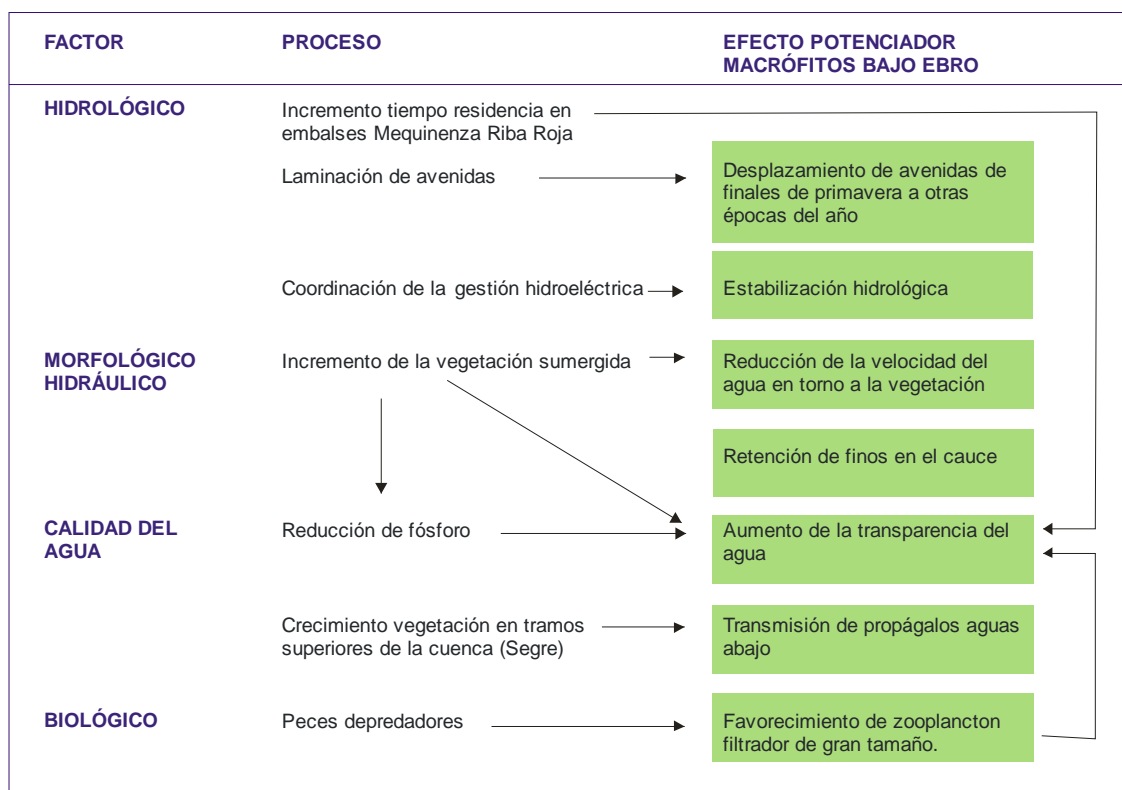 FACTOR
PROCESO
EFECTO POTENCIADOR
MACRÓFITOS BAJO EBRO
HIDROLÓGICO
Incremento tiempo residencia en
embalses Mequinenza Riba Roja
Laminación de avenidas
Desplazamiento de avenidas de
finales de primavera a otras
épocas del año
Coordinación de la gestión hidroeléctrica
Estabilización hidrológica
MORFOLÓGICO
HIDRÁULICO
Incremento de la vegetación sumergida
Reducción de la velocidad del
agua en torno a la vegetación
Retención de finos en el cauce
CALIDAD DEL
AGUA
Reducción de fósforo
Aumento de la transparencia del
agua
Crecimiento vegetación en tramos
superiores de la cuenca (Segre)
Transmisión de propágalos aguas
abajo
BIOLÓGICO
Peces depredadores
Favorecimiento de zooplancton
filtrador de gran tamaño.